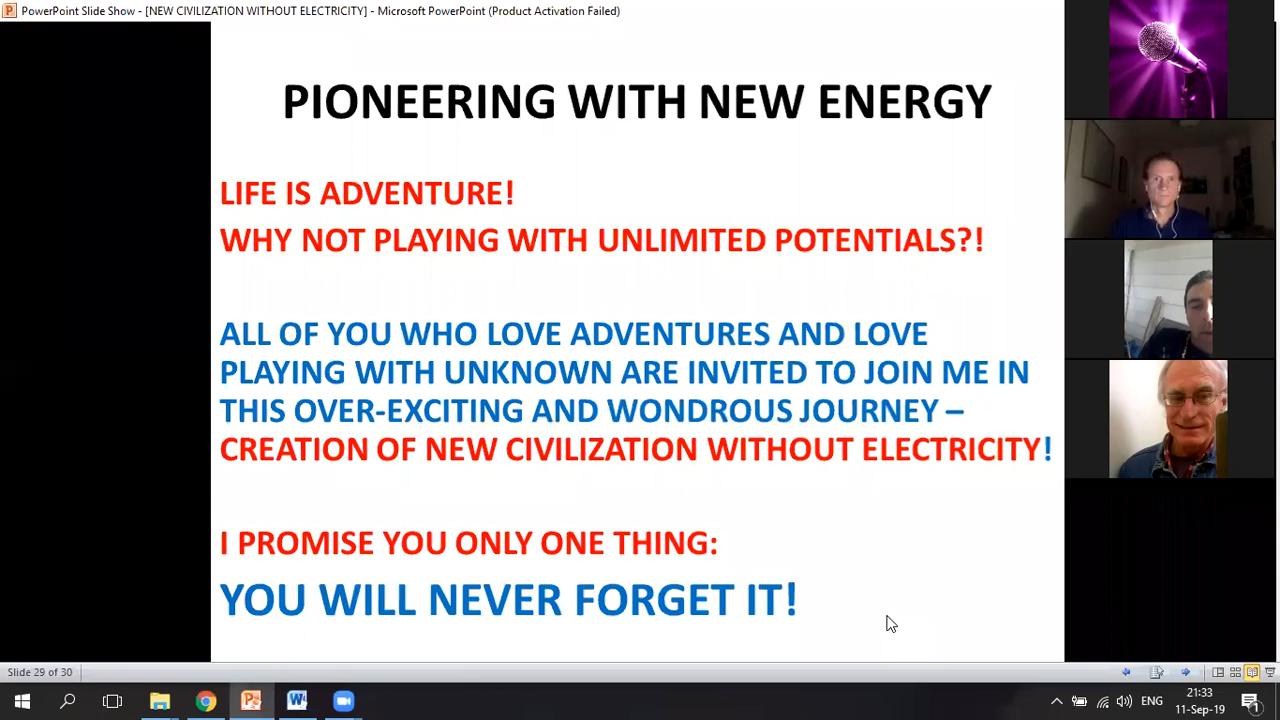 PowerPoint Slide Show - [NEW CIVILIZATION WITHOUT ELECTRICITY] - Microsoft PowerPoint (Product Activation Failed)
PIONEERING WITH NEW ENERGY
LIFE IS ADVENTURE!
WHY NOT PLAYING WITH UNLIMITED POTENTIALS?!
ALL OF YOU WHO LOVE ADVENTURES AND LOVE
PLAYING WITH UNKNOWN ARE INVITED TO JOIN ME IN
THIS OVER-EXCITING AND WONDROUS JOURNEY –
CREATION OF NEW CIVILIZATION WITHOUT ELECTRICITY!
I PROMISE YOU ONLY ONE THING:
YOU WILL NEVER FORGET IT!
Slide 29 of 30
ENG
21:33
11-Sep-19
1